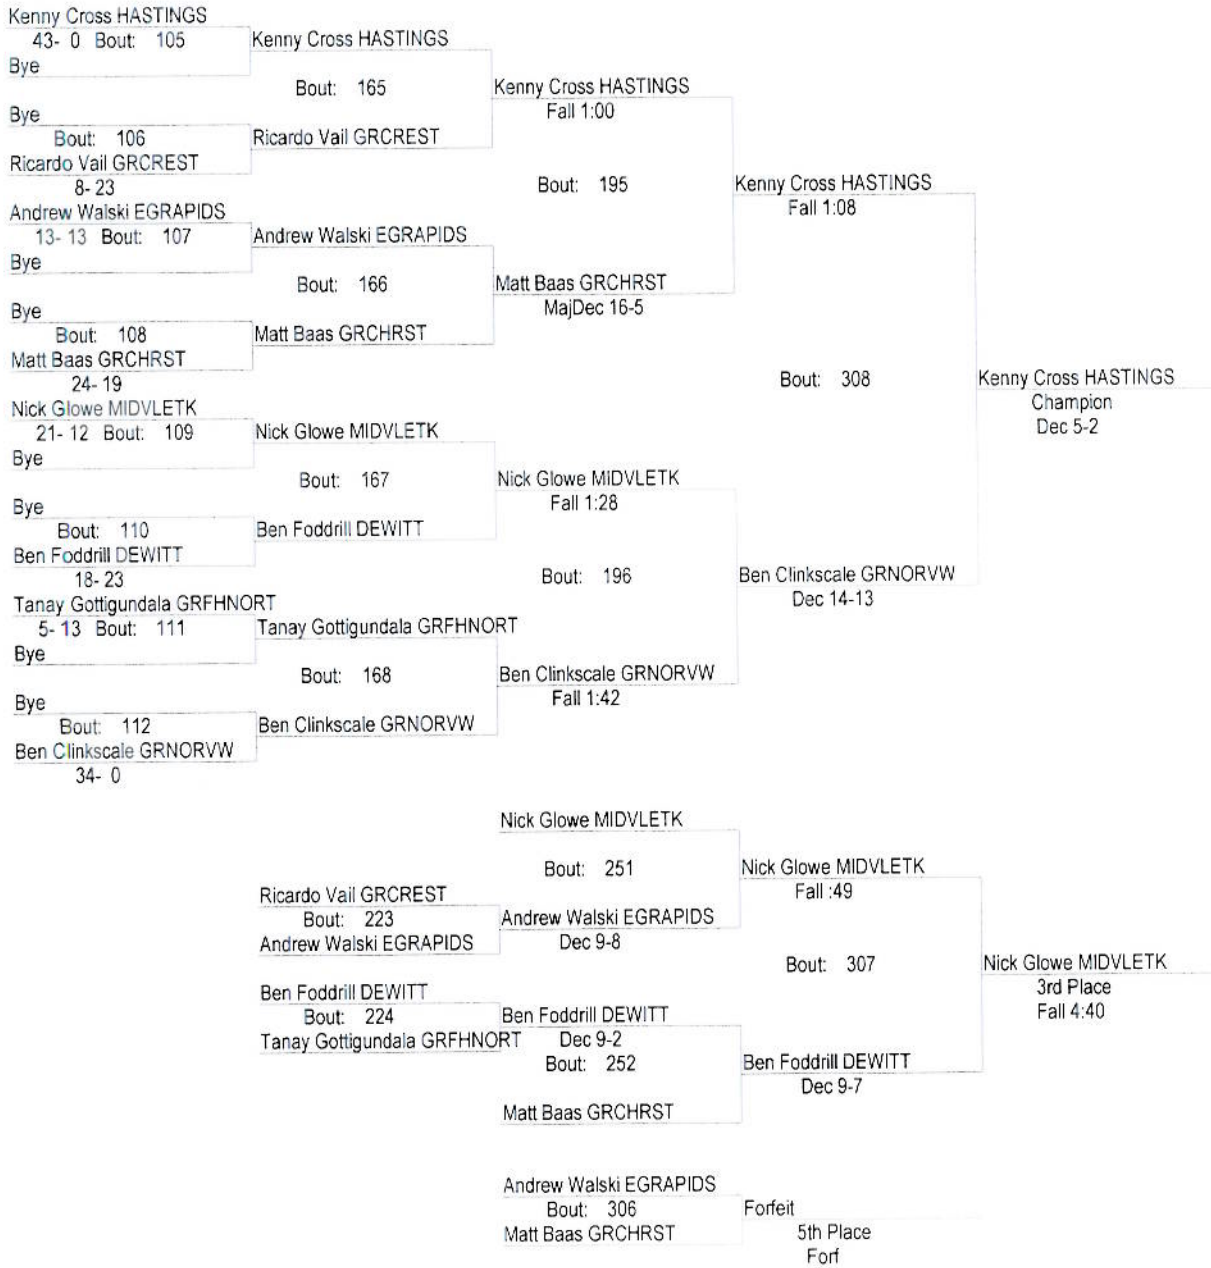 Kenny Cross HASTINGS
43- 0 Bout: 105
Bye
Bye
Bout: 106
Ricardo Vail GRCREST
8- 23
Andrew Walski EGRAPIDS
13- 13 Bout: 107
Bye
Bye
Bout: 108
Matt Baas GRCHRST
24- 19
Nick Glowe MIDVLETK
21- 12 Bout: 109
Bye
Bye
Bout: 110
Ben Foddrill DEWITT
18- 23
Tanay Gottigundala GRFHNORT
5- 13 Bout: 111
Bye
Bye
Bout: 112
Ben Clinkscale GRNORVW
34- 0
Kenny Cross HASTINGS
Bout: 165
Ricardo Vail GRCREST
Andrew Walski EGRAPIDS
Bout: 166
Matt Baas GRCHRST
Nick Glowe MIDVLETK
Bout: 167
Ben Foddrill DEWITT
Tanay Gottigundala GRFHNORT
Bout: 168
Ben Clinkscale GRNORVW
Kenny Cross HASTINGS
Fall 1:00
Bout: 195
Matt Baas GRCHRST
MajDec 16-5
Nick Glowe MIDVLETK
Fall 1:28
Bout: 196
Ben Clinkscale GRNORVW
Fall 1:42
Kenny Cross HASTINGS
Fall 1:08
Bout: 308
Ben Clinkscale GRNORVW
Dec 14-13
Kenny Cross HASTINGS
Champion
Dec 5-2
Ricardo Vail GRCREST
Bout: 223
Andrew Walski EGRAPIDS
Ben Foddrill DEWITT
Bout: 224
Tanay Gottigundala GRFHNORT
Nick Glowe MIDVLETK
Bout: 251
Andrew Walski EGRAPIDS
Dec 9-8
Ben Foddrill DEWITT
Dec 9-2
Bout: 252
Matt Baas GRCHRST
Nick Glowe MIDVLETK
Fall :49
Bout: 307
Ben Foddrill DEWITT
Dec 9-7
Nick Glowe MIDVLETK
3rd Place
Fall 4:40
Andrew Walski EGRAPIDS
Bout: 306
Matt Baas GRCHRST
Forfeit
5th Place
Forf